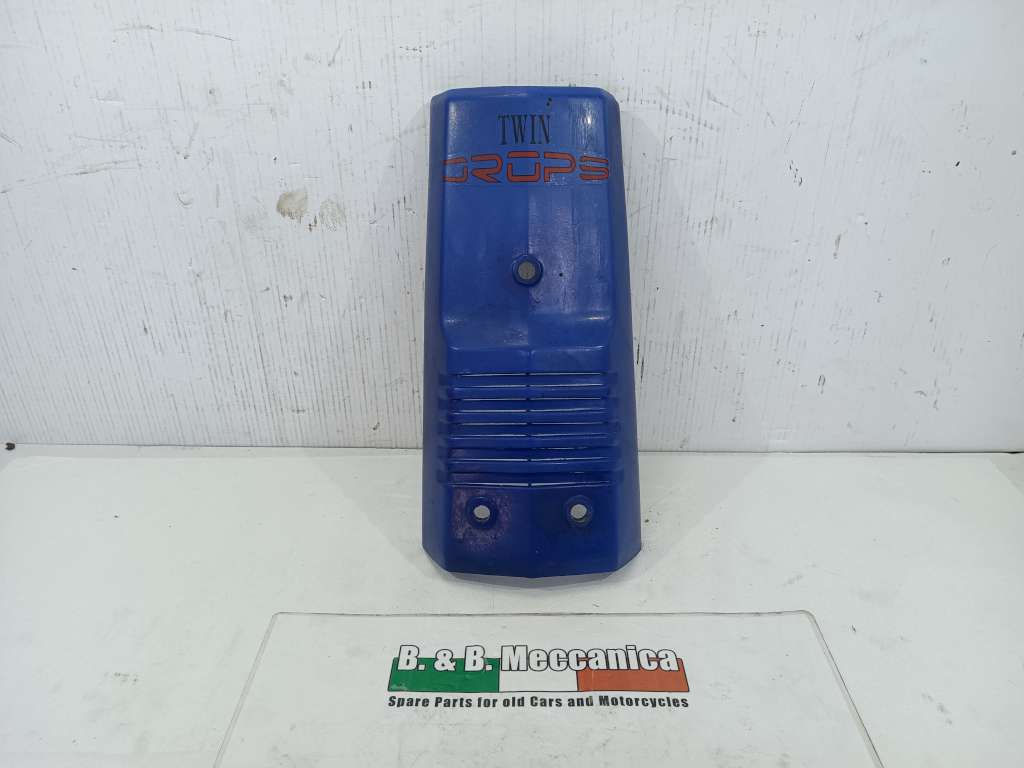 TWIN
DROPS
B. & B. Meccanica
Spare Parts for old Cars and Motorcycles